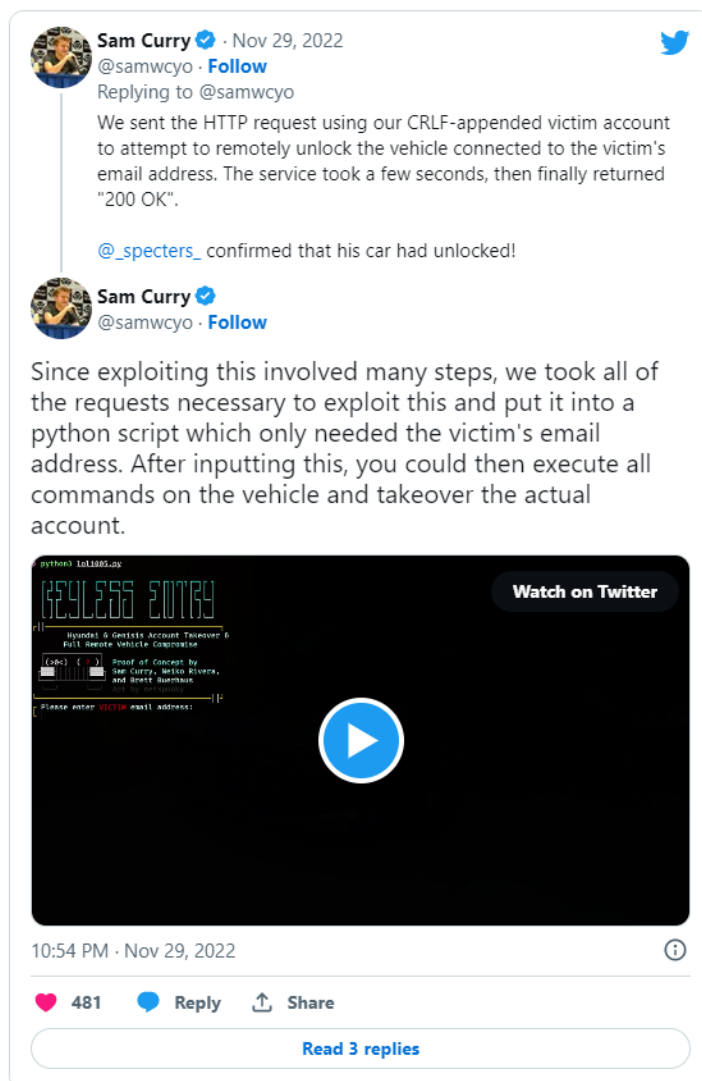 Sam Curry · Nov 29, 2022
@samwcyo · Follow
Replying to @samwcyo
We sent the HTTP request using our CRLF-appended victim account
to attempt to remotely unlock the vehicle connected to the victim's
email address. The service took a few seconds, then finally returned
"200 OK".
@_specters_ confirmed that his car had unlocked!
Sam Curry
@samwcyo · Follow
Since exploiting this involved many steps, we took all of
the requests necessary to exploit this and put it into a
python script which only needed the victim's email
address. After inputting this, you could then execute all
commands on the vehicle and takeover the actual
account.
python3
KEYLESS ENTRY
Watch on Twitter
Hyundai & Genisis Account Takeover &
Full Remote Vehicle Compromise
Proof of Concept by
Sam Curry, Neiko Rivera,
and Brett Buerhaus
Please enter VICTIM email address:
10:54 PM · Nov 29, 2022
481
Reply
Share
Read 3 replies